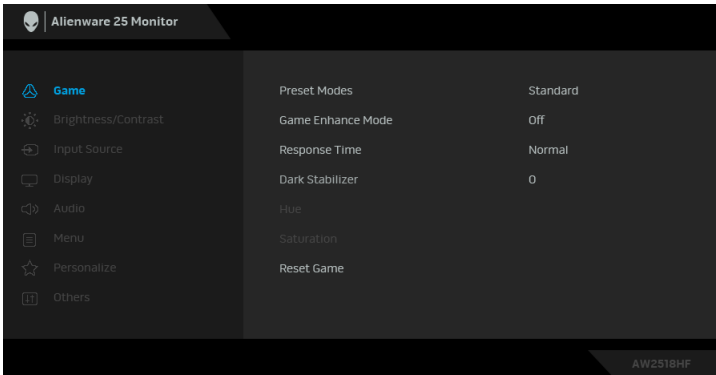 Alienware 25 Monitor
Game
Preset Modes Standard
Brightness/Contrast
Game Enhance Mode Off
Input Source
Response Time Normal
Display
Dark Stabilizer 0
Audio
Hue
Menu
Saturation
Personalize
Reset Game
Others
AW2518HF